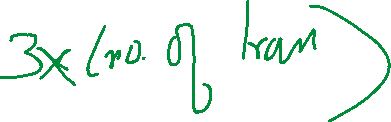 3x (no. of tran)